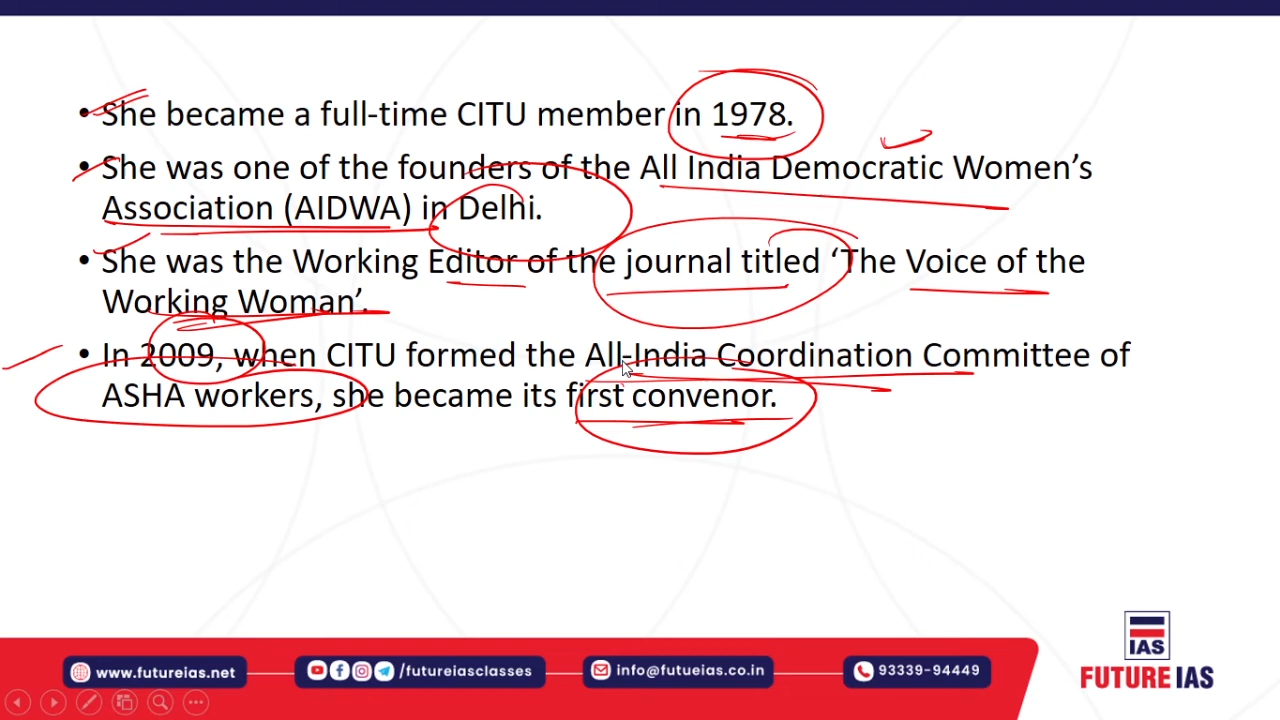 • She became a full-time CITU member in 1978.
• She was one of the founders of the All India Democratic Women’s
Association (AIDWA) in Delhi.
• She was the Working Editor of the journal titled ‘The Voice of the
Working Woman’.
• In 2009, when CITU formed the All-India Coordination Committee of
ASHA workers, she became its first convenor.
IAS
FUTURE IAS
www.futureias.net
/futureiasclasses
info@futueias.co.in
93339-94449